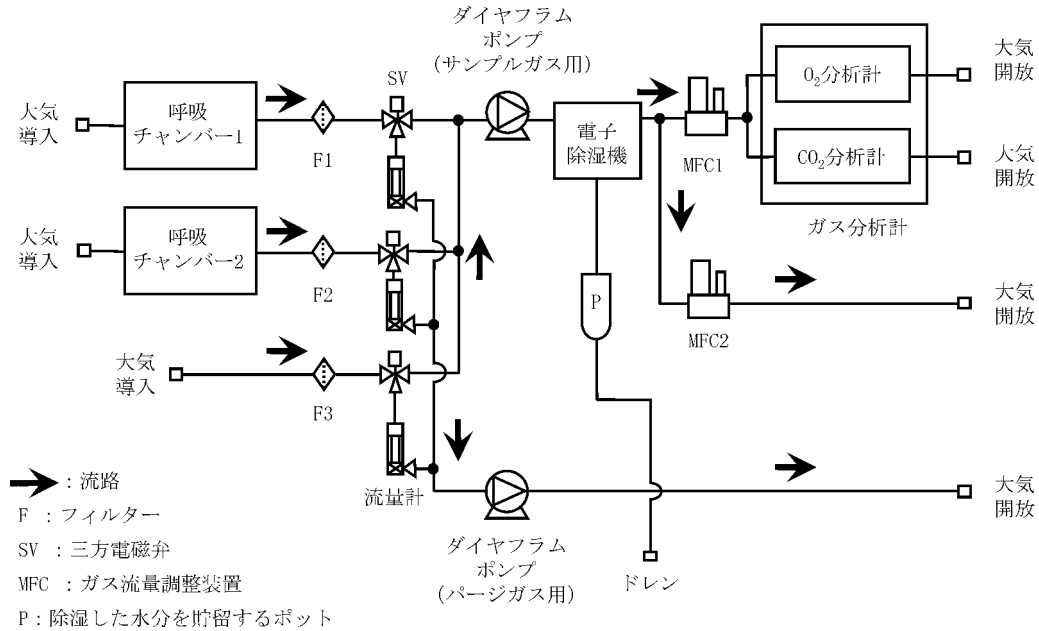 ダイヤフラム
ポンプ
(サンプルガス用)
SV
大気
導入
呼吸
チャンバー1
F1
電子
除湿機
MFC1
O₂分析計
CO₂分析計
ガス分析計
大気
開放
大気
開放
大気
導入
呼吸
チャンバー2
F2
P
MFC2
大気
開放
大気
導入
F3
流量計
ダイヤフラム
ポンプ
(パージガス用)
ドレン
大気
開放
:流路
F :フィルター
SV :三方電磁弁
MFC :ガス流量調整装置
P:除湿した水分を貯留するポット